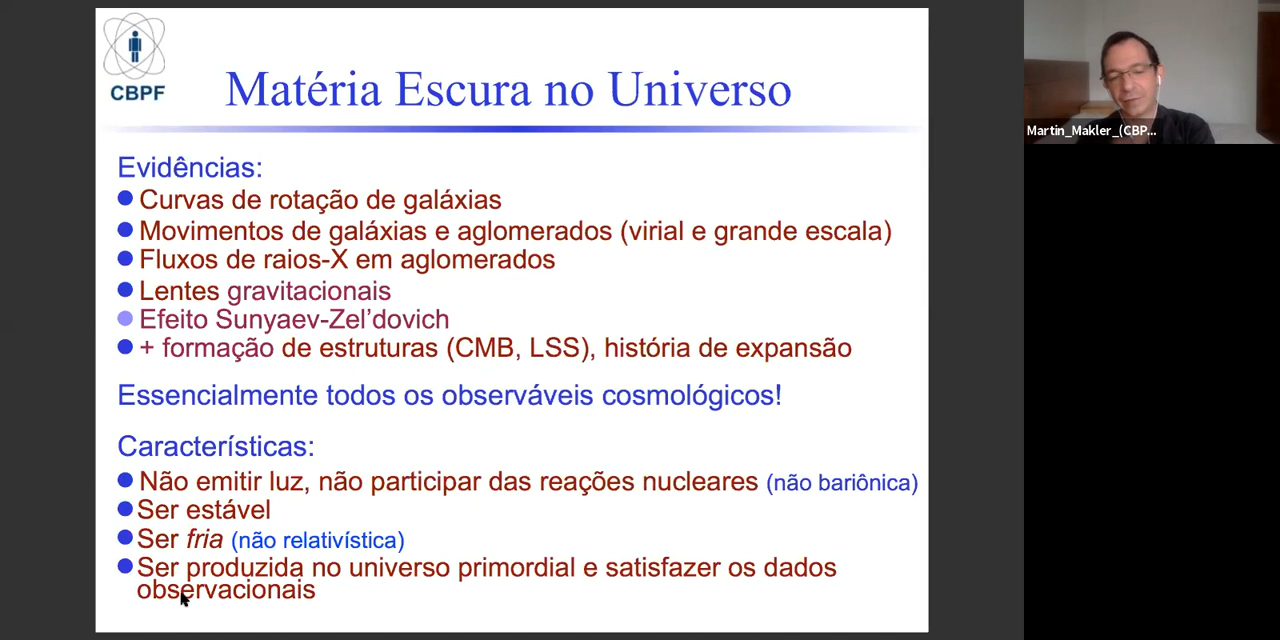 CBPF
Matéria Escura no Universo
Evidências:
Curvas de rotação de galáxias
Movimentos de galáxias e aglomerados (virial e grande escala)
Fluxos de raios-X em aglomerados
Lentes gravitacionais
Efeito Sunyaev-Zel’dovich
+ formação de estruturas (CMB, LSS), história de expansão
Essencialmente todos os observáveis cosmológicos!
Características:
Não emitir luz, não participar das reações nucleares (não bariônica)
Ser estável
Ser fria (não relativística)
Ser produzida no universo primordial e satisfazer os dados
observacionais
Martin_Makler_(CBP...